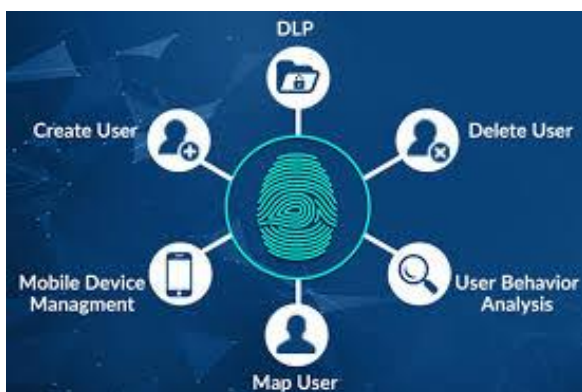 DLP
Create User
Delete User
Mobile Device
Managment
User Behavior
Analysis
Map User